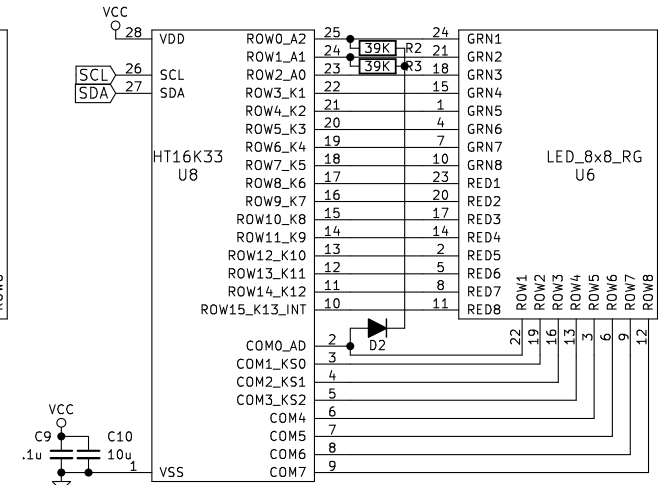 VCC
28 VDD ROW0_A2 25 24 GRN1
39K R2
ROW1_A1 24 21 GRN2
39K R3
SCL 26 SCL ROW2_A0 23 18 GRN3
SDA 27 SDA ROW3_K1 22 15 GRN4
ROW4_K2 21 1 GRN5
ROW5_K3 20 4 GRN6
ROW6_K4 19 7 GRN7
HT16K33 ROW7_K5 18 10 GRN8 LED_8x8_RG
U8 ROW8_K6 17 23 RED1 U6
ROW9_K7 16 20 RED2
ROW10_K8 15 17 RED3
ROW11_K9 14 14 RED4
ROW12_K10 13 2 RED5
ROW13_K11 12 5 RED6
ROW14_K12 11 8 RED7
ROW15_K13_INT 10 11 RED8
ROW1 ROW2 ROW3 ROW4 ROW5 ROW6 ROW7 ROW8
22 19 16 13 3 6 9 12
COM0_AD 2 D2
COM1_KS0 3
COM2_KS1 4
COM3_KS2 5
COM4 6
VCC
C9 C10 COM5 7
.1u 10u COM6 8
1 VSS COM7 9